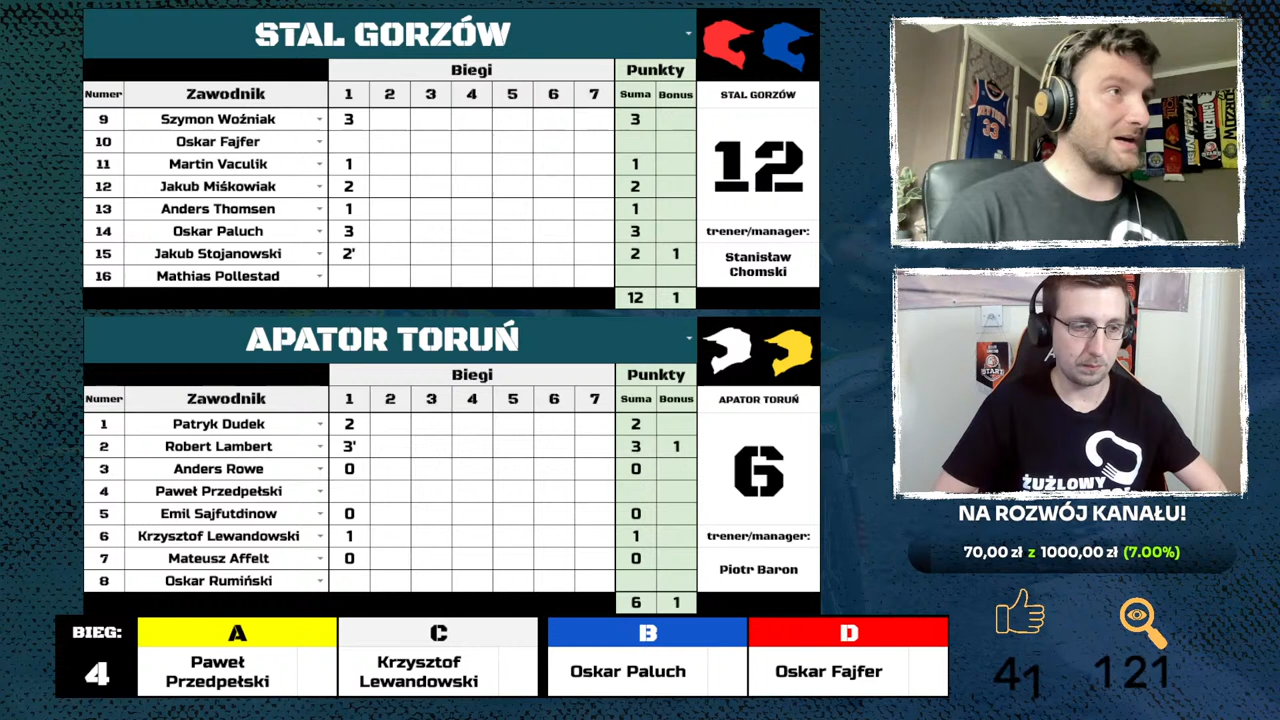 STAL GORZÓW
Biegi Punkty
Numer Zawodnik 1 2 3 4 5 6 7 Suma Bonus STAL GORZÓW
9 Szymon Woźniak 3 3
10 Oskar Fajfer
11 Martin Vaculik 1 1
12 Jakub Miśkowiak 2 2
13 Anders Thomsen 1 1
14 Oskar Paluch 3 3
15 Jakub Stojanowski 2' 2 1
16 Mathias Pollestad
12 1
12
trener/manager:
Stanisław
Chomski
APATOR TORUŃ
Biegi Punkty
Numer Zawodnik 1 2 3 4 5 6 7 Suma Bonus APATOR TORUŃ
1 Patryk Dudek 2 2
2 Robert Lambert 3' 3 1
3 Anders Rowe 0 0
4 Paweł Przedpełski
5 Emil Sajfutdinow 0 0
6 Krzysztof Lewandowski 1 1
7 Mateusz Affelt 0 0
8 Oskar Rumiński
6 1
6
trener/manager:
Piotr Baron
BIEG:
4
A C B D
Paweł
Przedpełski
Krzysztof
Lewandowski
Oskar Paluch
Oskar Fajfer
NEW YORK
33
GNIEZNO
START
ŻUŻLOWY
NA ROZWÓJ KANAŁU!
70,00 zł z 1000,00 zł (7.00%)
41 121